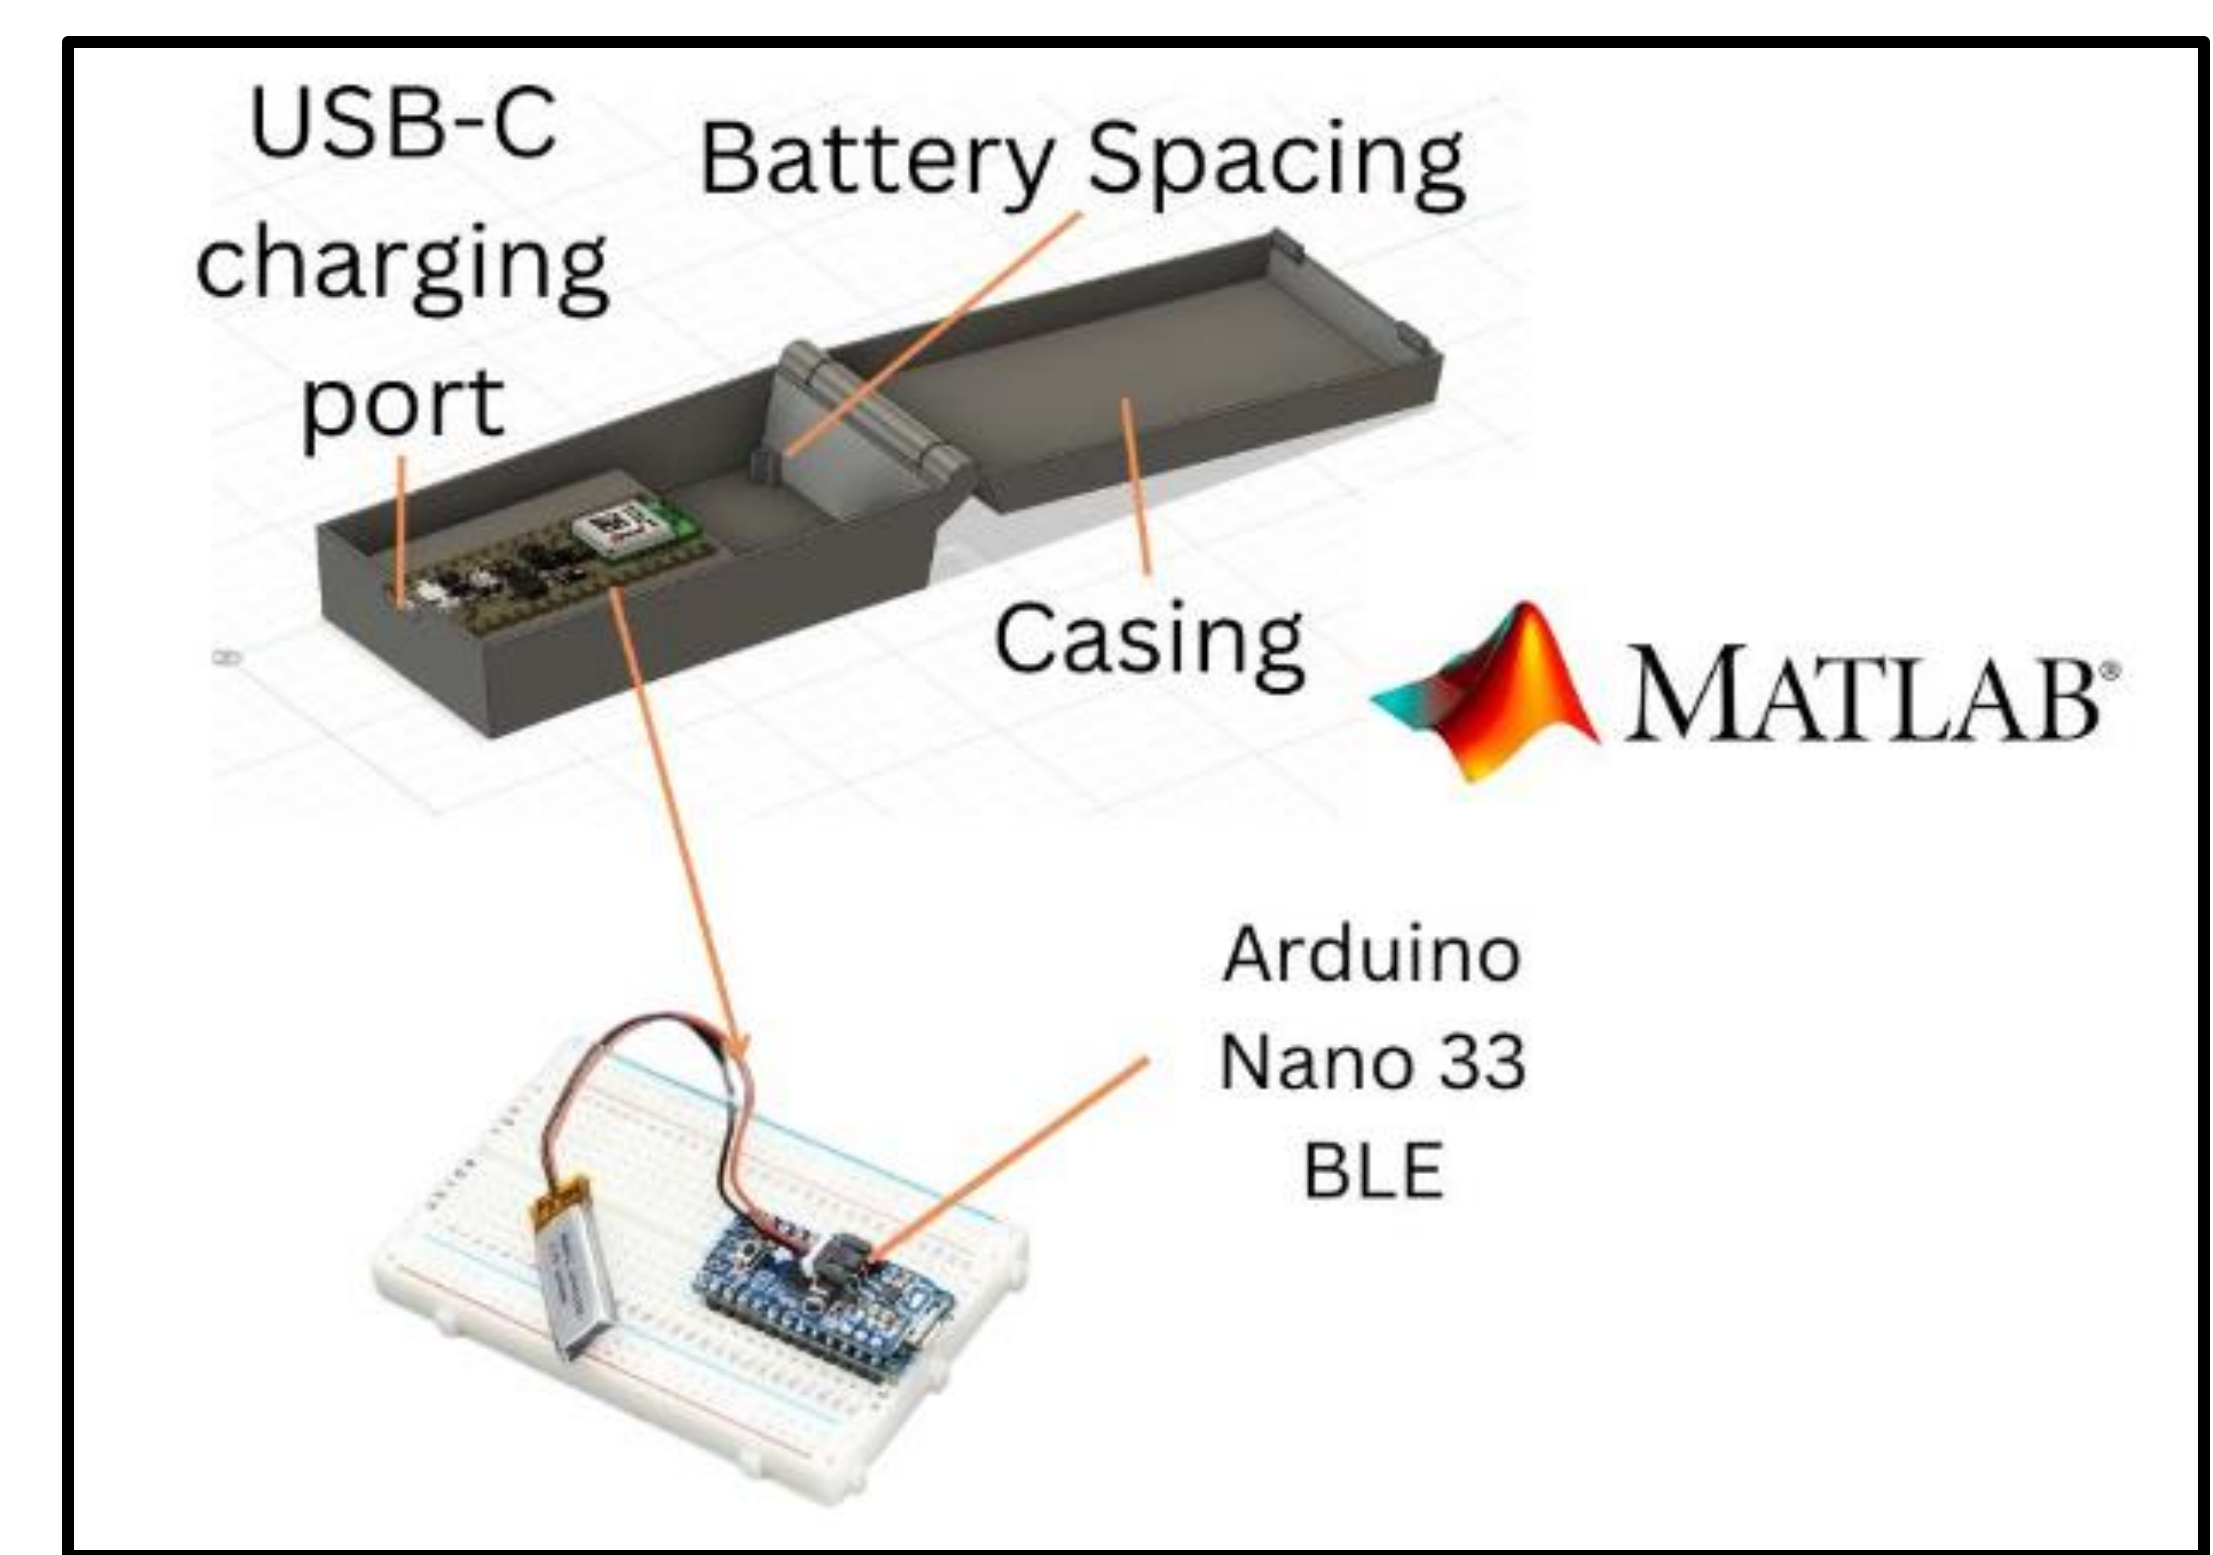 USB-C
charging
port
Battery Spacing
Casing
MATLAB®
Arduino
Nano 33
BLE